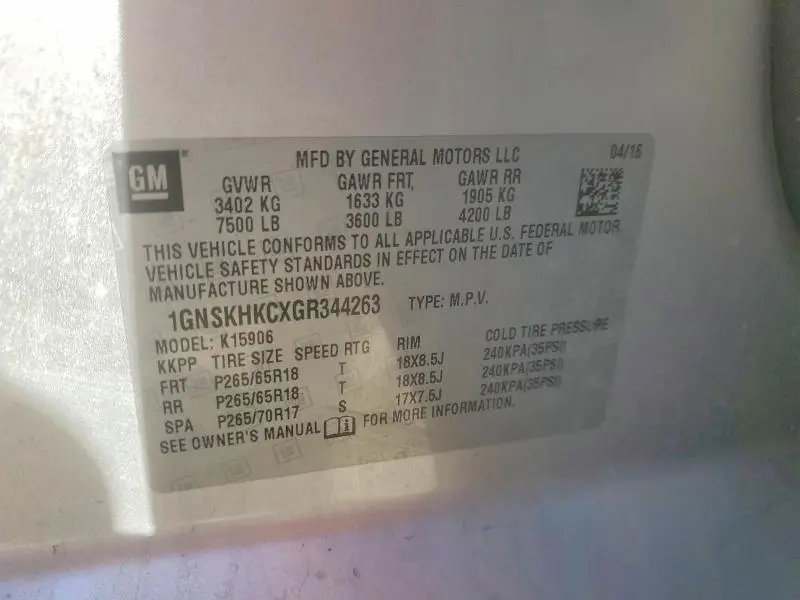 GM
MFD BY GENERAL MOTORS LLC 04/16
GVWR GAWR FRT, GAWR RR
3402 KG 1633 KG 1905 KG
7500 LB 3600 LB 4200 LB
THIS VEHICLE CONFORMS TO ALL APPLICABLE U.S. FEDERAL MOTOR
VEHICLE SAFETY STANDARDS IN EFFECT ON THE DATE OF
MANUFACTURE SHOWN ABOVE.
1GNSKHKCXGR344263 TYPE: M.P.V.
MODEL: K15906
KKPP TIRE SIZE SPEED RTG RIM COLD TIRE PRESSURE
FRT P265/65R18 T 18X8.5J 240KPA(35PSI)
RR P265/65R18 T 18X8.5J 240KPA(35PSI)
SPA P265/70R17 S 17X7.5J 240KPA(35PSI)
SEE OWNER'S MANUAL FOR MORE INFORMATION.